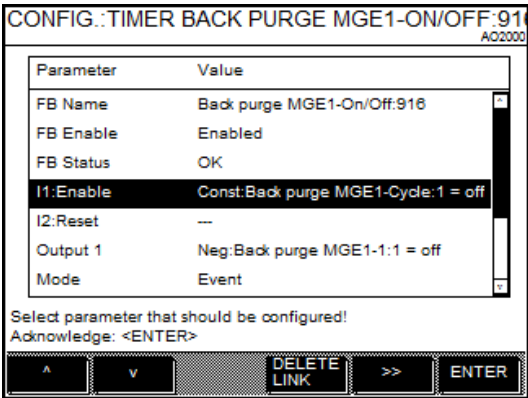 CONFIG.:TIMER BACK PURGE MGE1-ON/OFF:916
AO2000
Parameter Value
FB Name Back purge MGE1-On/Off:916
FB Enable Enabled
FB Status OK
I1:Enable Const:Back purge MGE1-Cycle:1 = off
I2:Reset ---
Output 1 Neg:Back purge MGE1-1:1 = off
Mode Event
Select parameter that should be configured!
Acknowledge: <ENTER>
^ v DELETE LINK >> ENTER